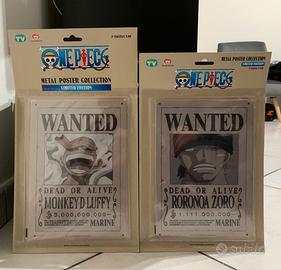 ONE PIECE
METAL POSTER COLLECTION
LIMITED EDITION
WANTED
DEAD OR ALIVE
MONKEY·D·LUFFY
3,000,000,000-
MARINE
ONE PIECE
METAL POSTER COLLECTION
LIMITED EDITION
WANTED
DEAD OR ALIVE
RORONOA ZORO
1.111.000.000-
MARINE
subito